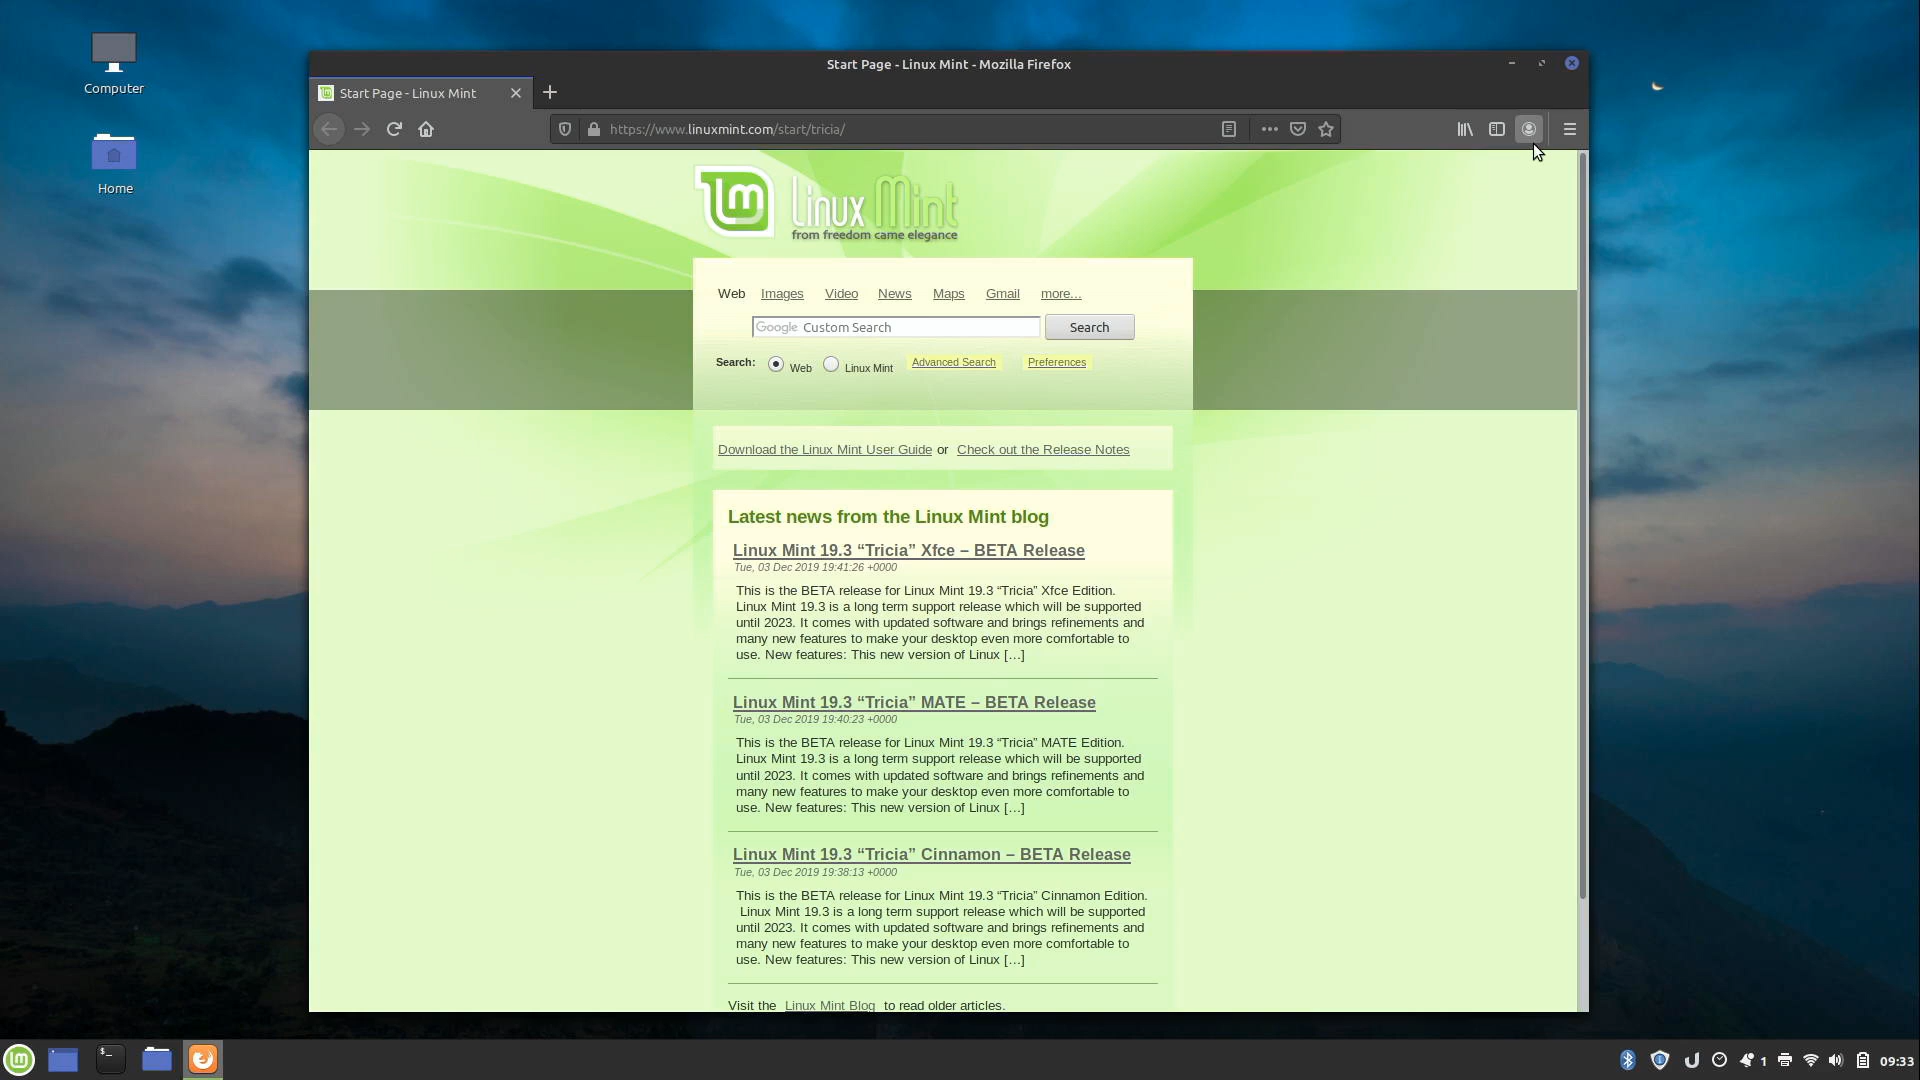 Computer
Home
Start Page - Linux Mint - Mozilla Firefox
Start Page - Linux Mint
https://www.linuxmint.com/start/tricia/
lm Linux Mint
from freedom came elegance
Web Images Video News Maps Gmail more...
Google Custom Search Search
Search: Web Linux Mint Advanced Search Preferences
Download the Linux Mint User Guide or Check out the Release Notes
Latest news from the Linux Mint blog
Linux Mint 19.3 “Tricia” Xfce – BETA Release
Tue, 03 Dec 2019 19:41:26 +0000
This is the BETA release for Linux Mint 19.3 “Tricia” Xfce Edition.
Linux Mint 19.3 is a long term support release which will be supported
until 2023. It comes with updated software and brings refinements and
many new features to make your desktop even more comfortable to
use. New features: This new version of Linux […]
Linux Mint 19.3 “Tricia” MATE – BETA Release
Tue, 03 Dec 2019 19:40:23 +0000
This is the BETA release for Linux Mint 19.3 “Tricia” MATE Edition.
Linux Mint 19.3 is a long term support release which will be supported
until 2023. It comes with updated software and brings refinements and
many new features to make your desktop even more comfortable to
use. New features: This new version of Linux […]
Linux Mint 19.3 “Tricia” Cinnamon – BETA Release
Tue, 03 Dec 2019 19:38:13 +0000
This is the BETA release for Linux Mint 19.3 “Tricia” Cinnamon Edition.
Linux Mint 19.3 is a long term support release which will be supported
until 2023. It comes with updated software and brings refinements and
many new features to make your desktop even more comfortable to
use. New features: This new version of Linux […]
Visit the Linux Mint Blog to read older articles.
1 09:33